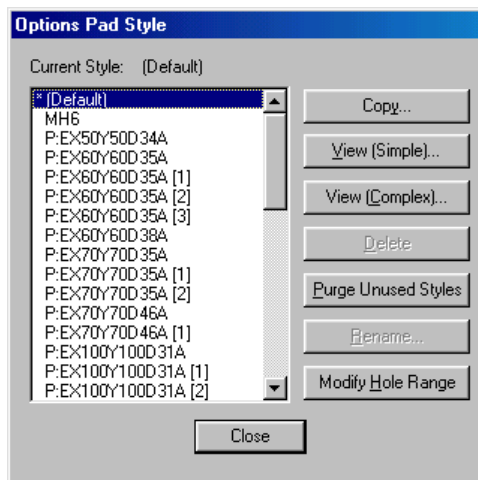 Options Pad Style
Current Style: (Default)
* (Default)
MH6
P:EX50Y50D34A
P:EX60Y60D35A
P:EX60Y60D35A [1]
P:EX60Y60D35A [2]
P:EX60Y60D35A [3]
P:EX60Y60D38A
P:EX70Y70D35A
P:EX70Y70D35A [1]
P:EX70Y70D35A [2]
P:EX70Y70D46A
P:EX70Y70D46A [1]
P:EX100Y100D31A
P:EX100Y100D31A [1]
P:EX100Y100D31A [2]
Copy...
View (Simple)...
View (Complex)...
Delete
Purge Unused Styles
Rename...
Modify Hole Range
Close